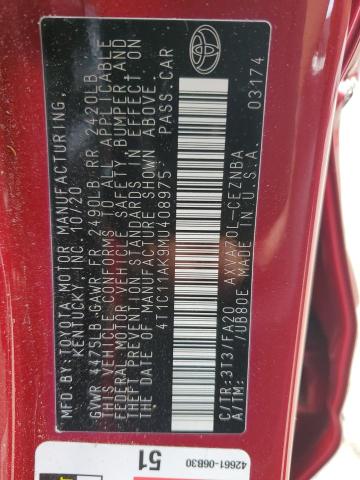 MFD. BY:TOYOTA MOTOR MANUFACTURING,
KENTUCKY, INC. 10/20
GVWR 4475LB GAWR FR 2490LB RR 2420LB
THIS VEHICLE CONFORMS TO ALL APPLICABLE
FEDERAL MOTOR VEHICLE SAFETY, BUMPER, AND
THEFT PREVENTION STANDARDS IN EFFECT ON
THE DATE OF MANUFACTURE SHOWN ABOVE.
4T1C11AK9MU408975 PASS.CAR
C/TR:3T3/FA20 AXVA70L-CEZNBA
A/TM: /UB80E MADE IN U.S.A.
03174
42661-06B30
51